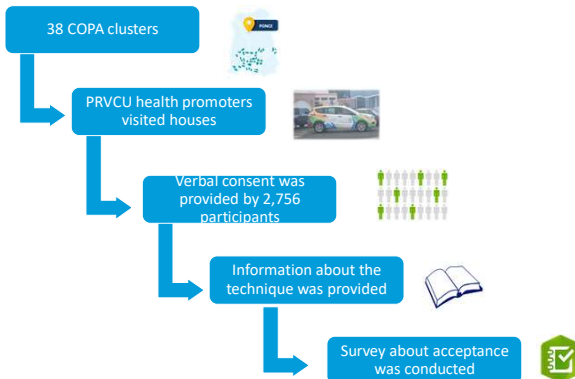 38 COPA clusters
PONCE
PRVCU health promoters
visited houses
Verbal consent was
provided by 2,756
participants
Information about the
technique was provided
Survey about acceptance
was conducted